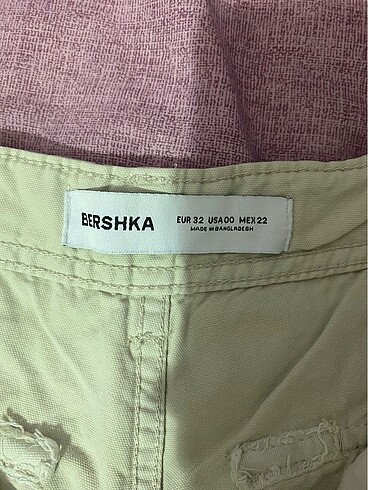 BERSHKA
EUR 32 USA 00 MEX 22
MADE IN BANGLADESH